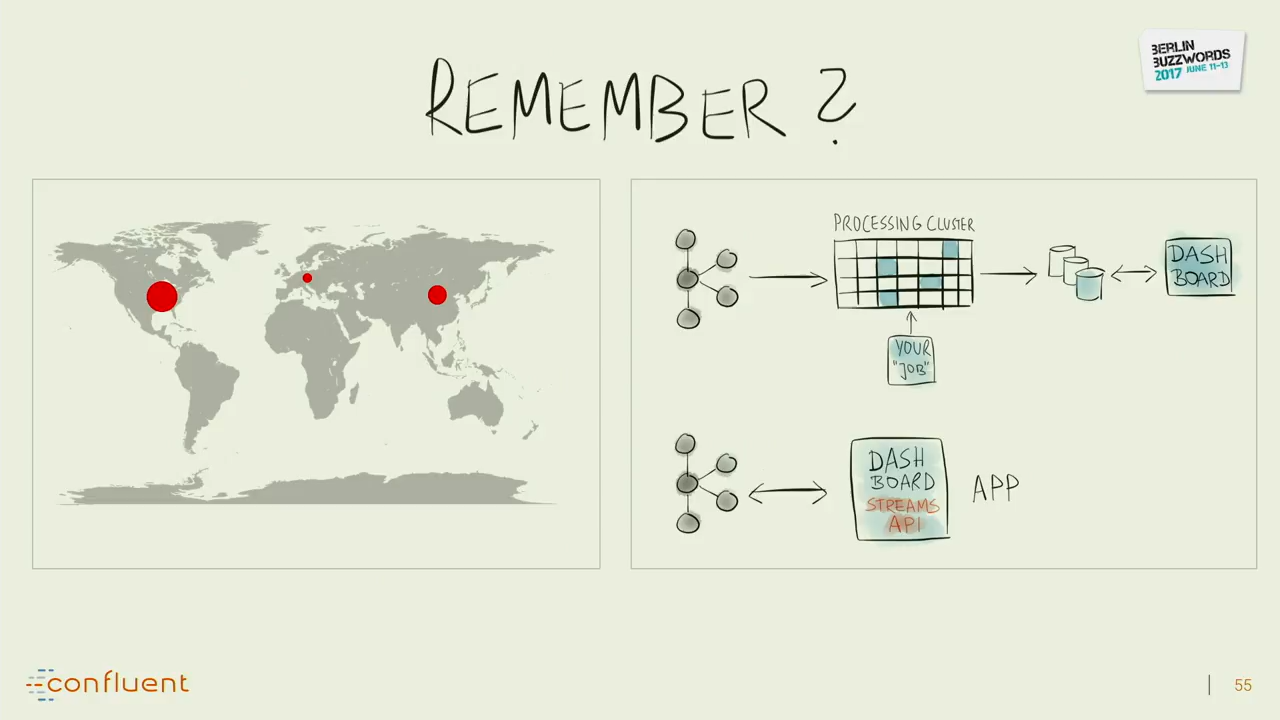 REMEMBER?
BERLIN
BUZZWORDS
2017 JUNE 11-13
PROCESSING CLUSTER
DASH
BOARD
YOUR
"JOB"
DASH
BOARD
STREAMS
API
APP
confluent
55